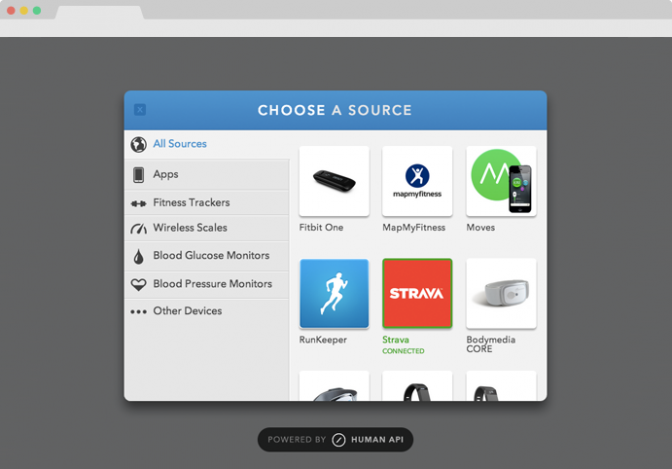 CHOOSE A SOURCE
All Sources
Apps
Fitness Trackers
Wireless Scales
Blood Glucose Monitors
Blood Pressure Monitors
Other Devices
mapmyfitness
Fitbit One
MapMyFitness
Moves
STRAVA
RunKeeper
Strava
CONNECTED
Bodymedia
CORE
POWERED BY HUMAN API